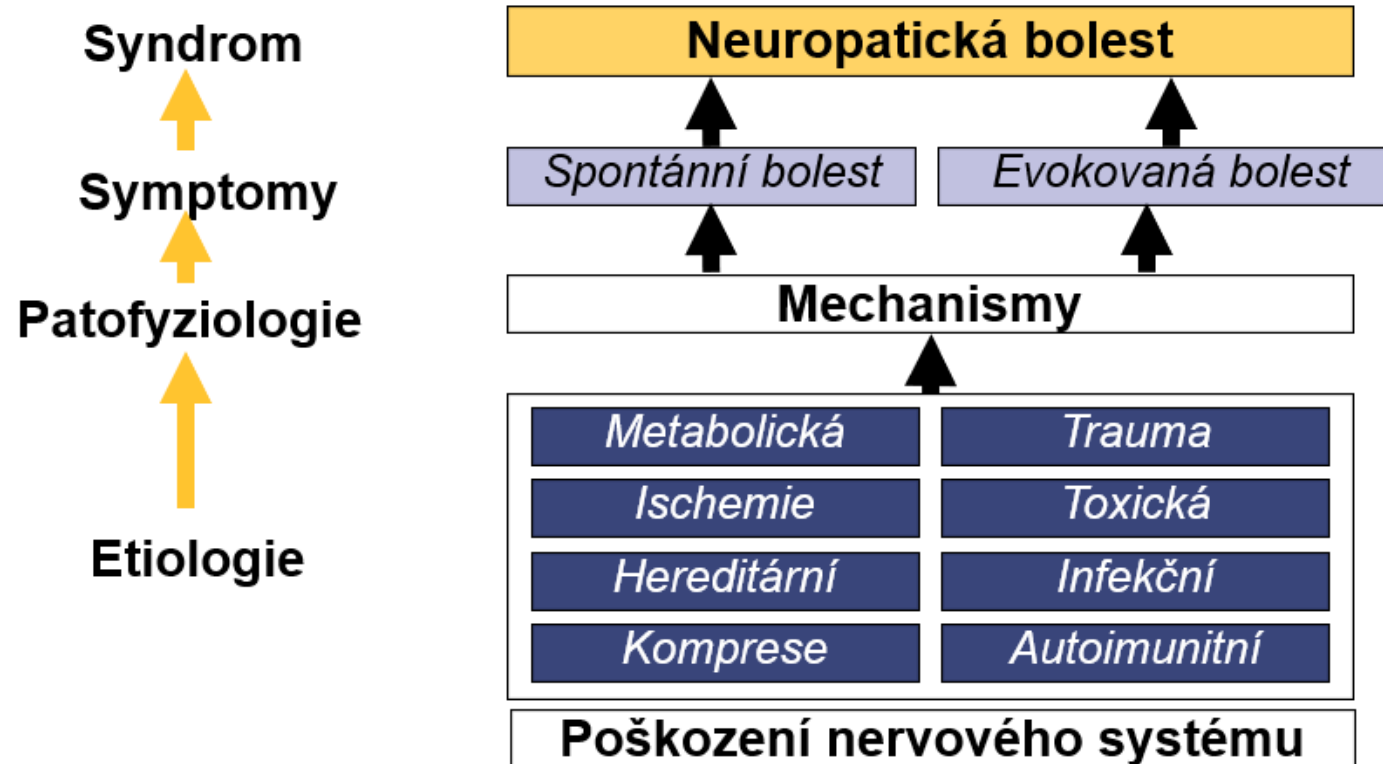 Syndrom
Neuropatická bolest
Symptomy
Spontánní bolest
Evokovaná bolest
Patofyziologie
Mechanismy
Etiologie
Metabolická
Trauma
Ischemie
Toxická
Hereditární
Infekční
Komprese
Autoimunitní
Poškození nervového systému